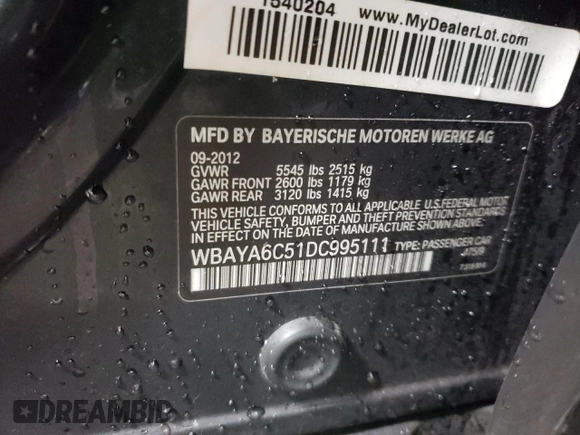 1540204
www.MyDealerLot.com
MFD BY BAYERISCHE MOTOREN WERKE AG
09-2012
GVWR 5545 lbs 2515 kg
GAWR FRONT 2600 lbs 1179 kg
GAWR REAR 3120 lbs 1415 kg
THIS VEHICLE CONFORMS TO ALL APPLICABLE U.S. FEDERAL MOTOR
VEHICLE SAFETY, BUMPER AND THEFT PREVENTION STANDARDS
IN EFFECT ON THE DATE OF MANUFACTURE SHOWN ABOVE.
WBAYA6C51DC995111 TYPE: PASSENGER CAR
DREAMBID